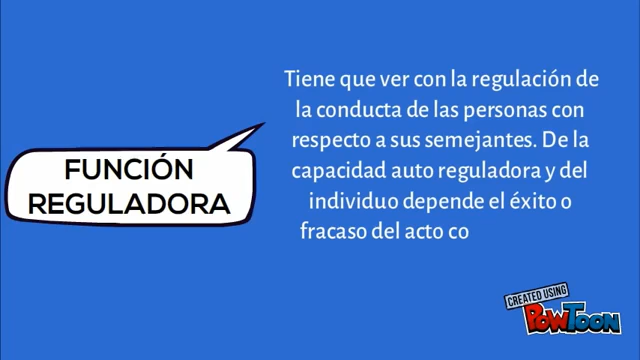 FUNCIÓN
REGULADORA
Tiene que ver con la regulación de
la conducta de las personas con
respecto a sus semejantes. De la
capacidad auto reguladora y del
individuo depende el éxito o
fracaso del acto co
CREATED USING
POWTOON